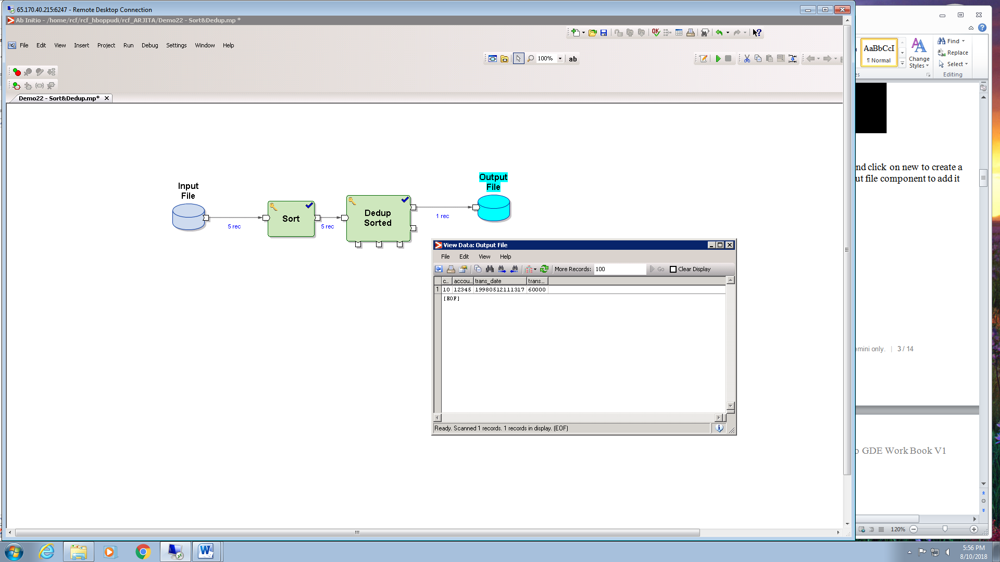 65.170.40.215:6247 - Remote Desktop Connection
Ab Initio - /home/rcf/rcf_hboppudi/rcf_ARJITA/Demo22 - Sort&Dedup.mp *
File Edit View Insert Project Run Debug Settings Window Help
OK
100%
ab
Demo22 - Sort&Dedup.mp*
Input
File
5 rec
Sort
5 rec
Dedup
Sorted
1 rec
Output
File
View Data: Output File
File Edit View Help
More Records: 100 Go Clear Display
c... accou... trans_date trans...
1 10 12345 19980512111317 60000
[EOF]
Ready. Scanned 1 records. 1 records in display. (EOF)
AaBbCcI
¶ Normal
Change
Styles
Find
Replace
Select
Editing
es
nd click on new to create a
ut file component to add it
emini only. | 3 / 14
o GDE WorkBook V1
120%
5:56 PM
8/10/2018